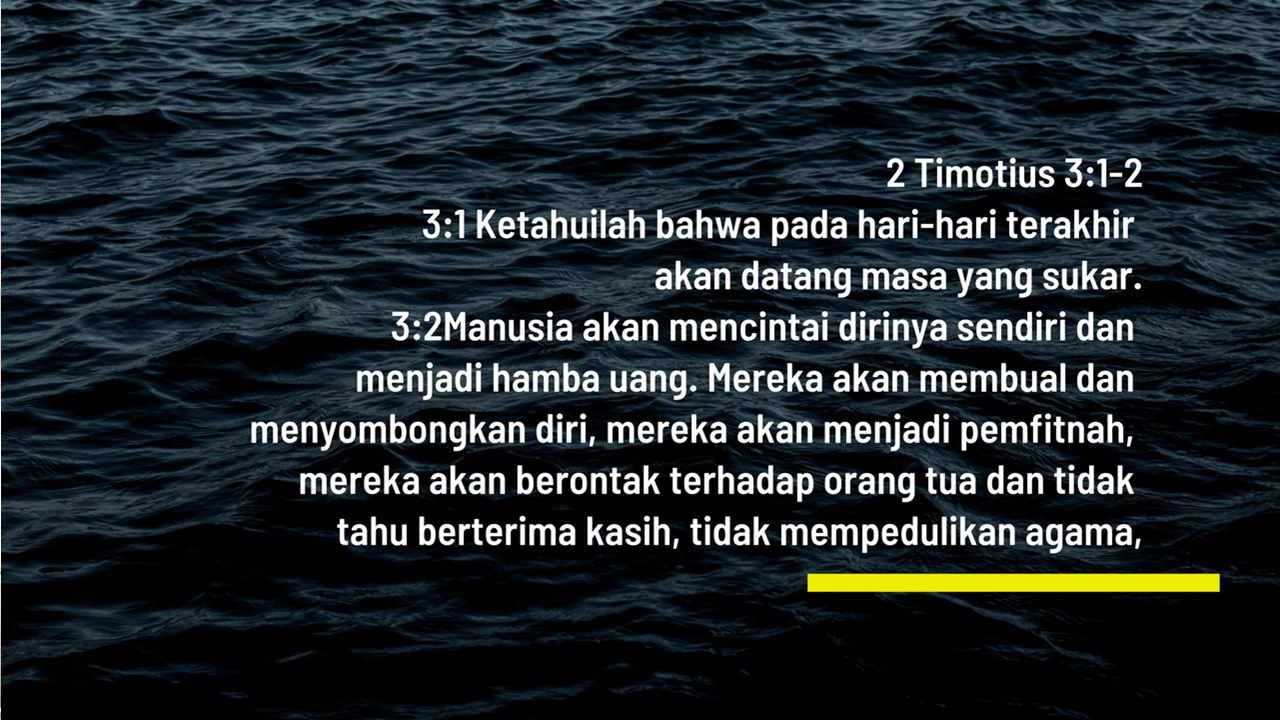 2 Timotius 3:1-2
3:1 Ketahuilah bahwa pada hari-hari terakhir
akan datang masa yang sukar.
3:2Manusia akan mencintai dirinya sendiri dan
menjadi hamba uang. Mereka akan membual dan
menyombongkan diri, mereka akan menjadi pemfitnah,
mereka akan berontak terhadap orang tua dan tidak
tahu berterima kasih, tidak mempedulikan agama,